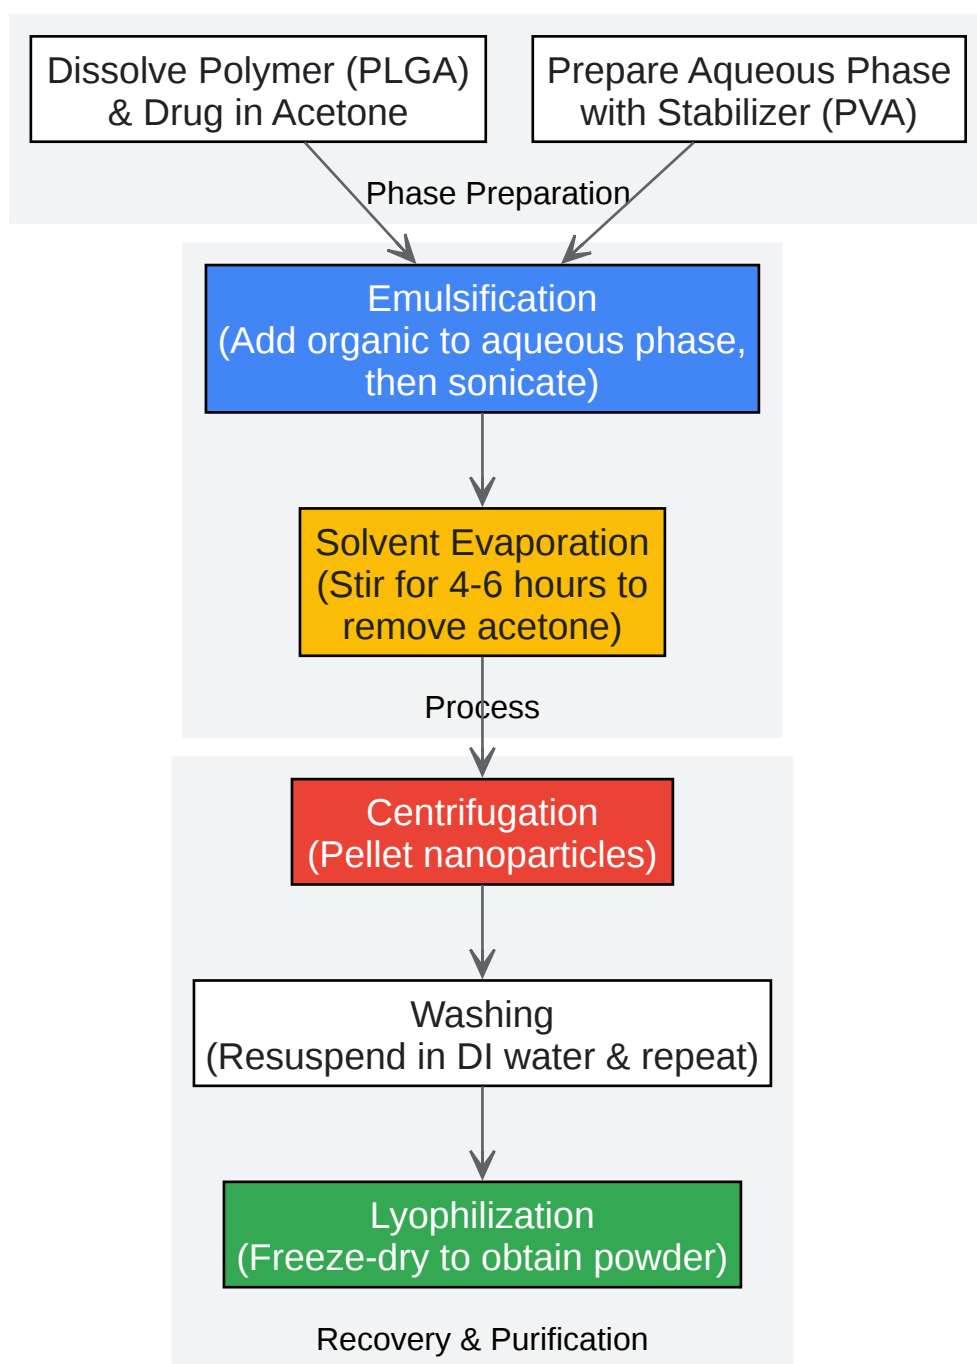 Dissolve Polymer (PLGA)
& Drug in Acetone
Prepare Aqueous Phase
with Stabilizer (PVA)
Phase Preparation
Emulsification
(Add organic to aqueous phase,
then sonicate)
Solvent Evaporation
(Stir for 4-6 hours to
remove acetone)
Process
Centrifugation
(Pellet nanoparticles)
Washing
(Resuspend in DI water & repeat)
Lyophilization
(Freeze-dry to obtain powder)
Recovery & Purification